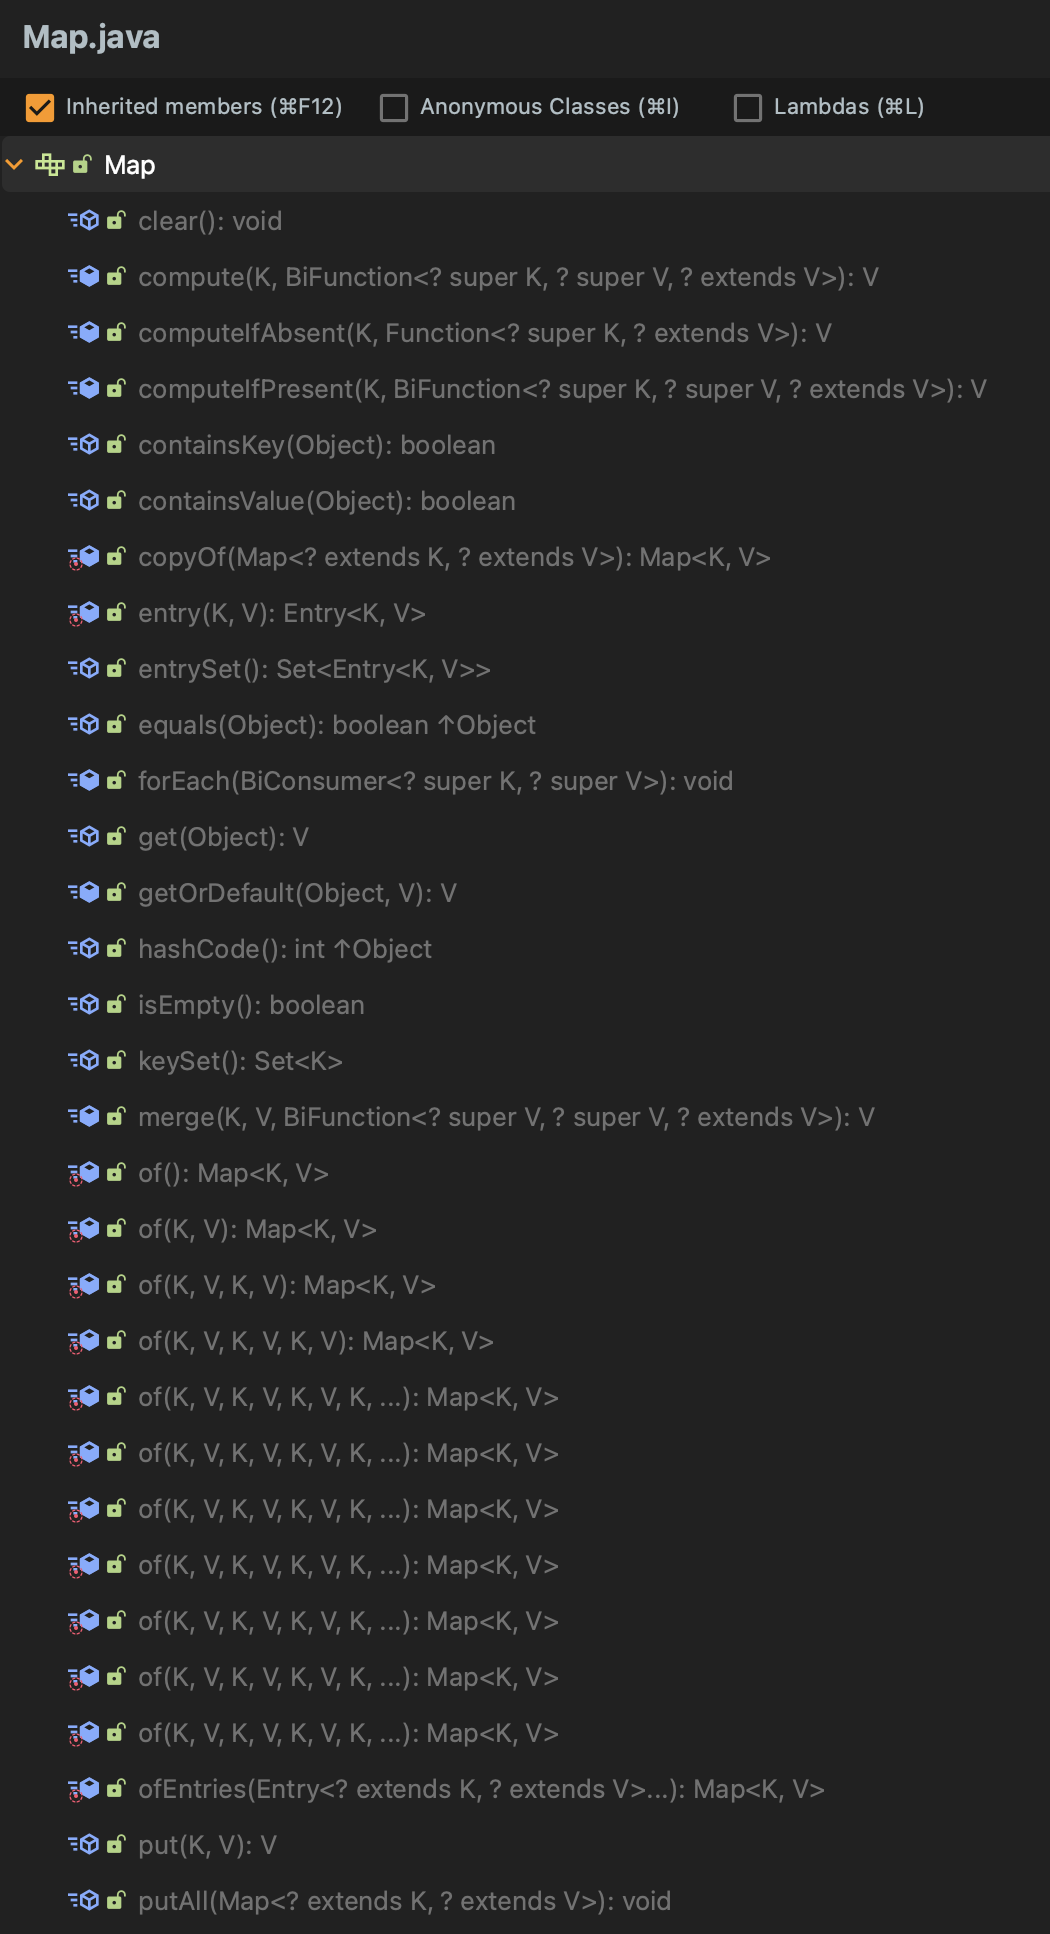 Map.java
Inherited members (⌘F12) Anonymous Classes (⌘I) Lambdas (⌘L)
Map
clear(): void
compute(K, BiFunction<? super K, ? super V, ? extends V>): V
computeIfAbsent(K, Function<? super K, ? extends V>): V
computeIfPresent(K, BiFunction<? super K, ? super V, ? extends V>): V
containsKey(Object): boolean
containsValue(Object): boolean
copyOf(Map<? extends K, ? extends V>): Map<K, V>
entry(K, V): Entry<K, V>
entrySet(): Set<Entry<K, V>>
equals(Object): boolean ↑Object
forEach(BiConsumer<? super K, ? super V>): void
get(Object): V
getOrDefault(Object, V): V
hashCode(): int ↑Object
isEmpty(): boolean
keySet(): Set<K>
merge(K, V, BiFunction<? super V, ? super V, ? extends V>): V
of(): Map<K, V>
of(K, V): Map<K, V>
of(K, V, K, V): Map<K, V>
of(K, V, K, V, K, V): Map<K, V>
of(K, V, K, V, K, V, K, ...): Map<K, V>
of(K, V, K, V, K, V, K, ...): Map<K, V>
of(K, V, K, V, K, V, K, ...): Map<K, V>
of(K, V, K, V, K, V, K, ...): Map<K, V>
of(K, V, K, V, K, V, K, ...): Map<K, V>
of(K, V, K, V, K, V, K, ...): Map<K, V>
of(K, V, K, V, K, V, K, ...): Map<K, V>
ofEntries(Entry<? extends K, ? extends V>...): Map<K, V>
put(K, V): V
putAll(Map<? extends K, ? extends V>): void